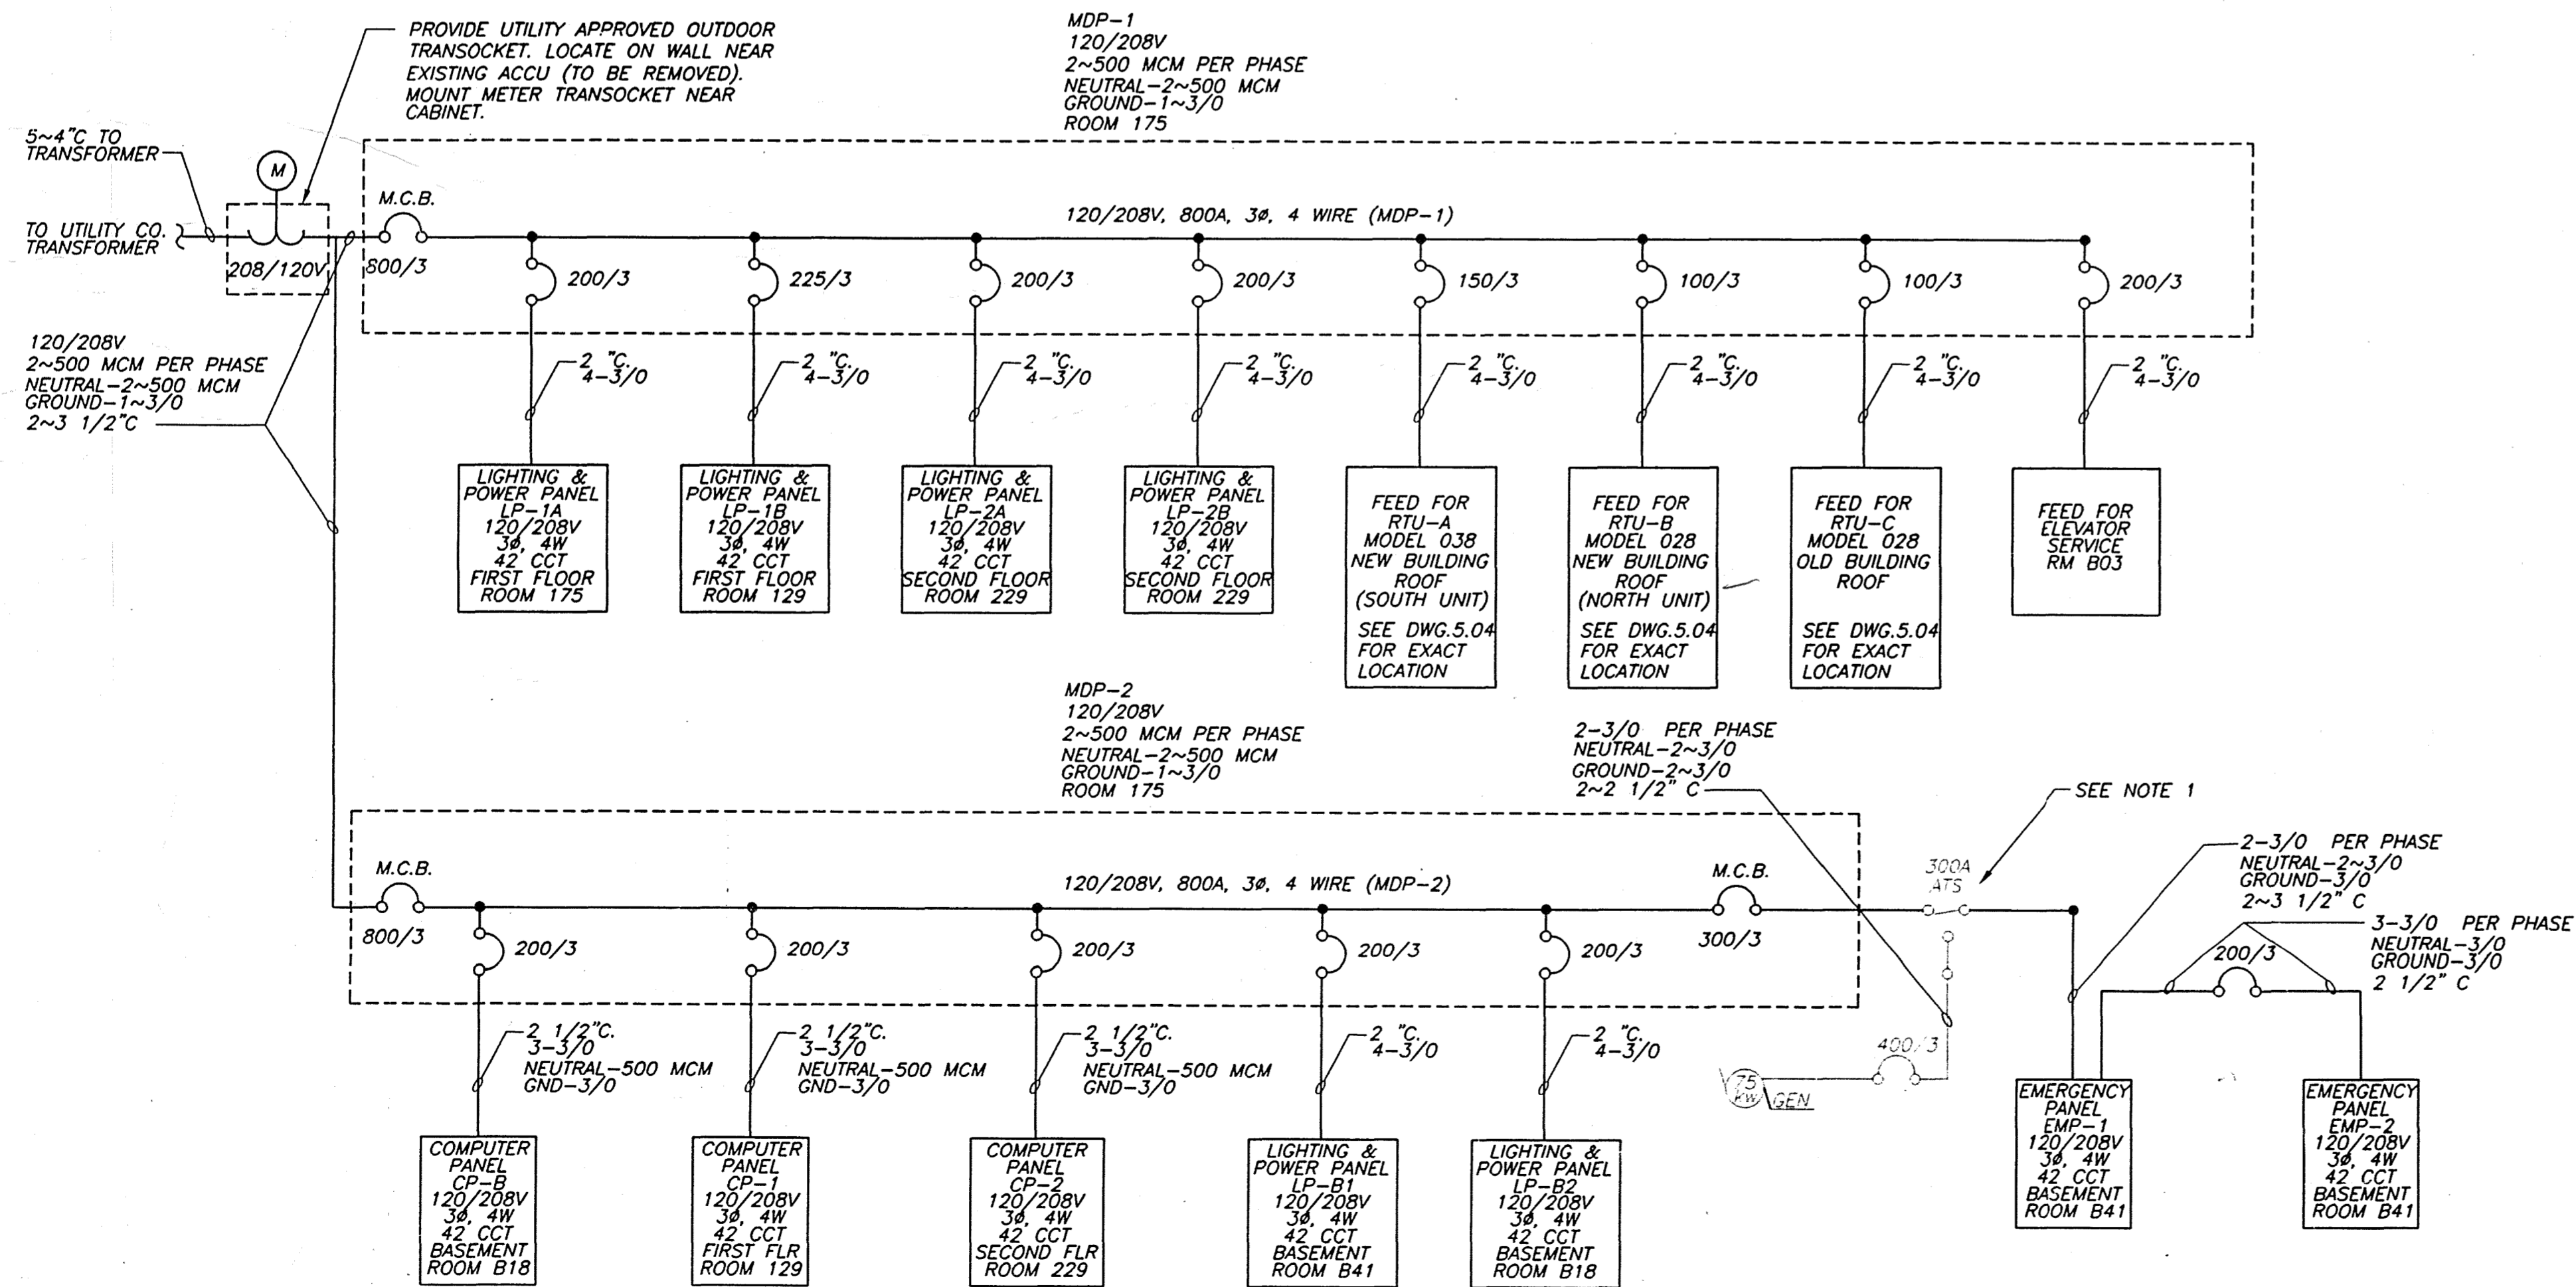 PROVIDE UTILITY APPROVED OUTDOOR
TRANSOCKET. LOCATE ON WALL NEAR
EXISTING ACCU (TO BE REMOVED).
MOUNT METER TRANSOCKET NEAR
CABINET.
MDP-1
120/208V
2~500 MCM PER PHASE
NEUTRAL-2~500 MCM
GROUND-1~3/0
ROOM 175
5~4"C TO
TRANSFORMER
M
TO UTILITY CO.
TRANSFORMER
208/120V
M.C.B.
800/3
120/208V, 800A, 3ø, 4 WIRE (MDP-1)
200/3
225/3
200/3
200/3
150/3
100/3
100/3
200/3
120/208V
2~500 MCM PER PHASE
NEUTRAL-2~500 MCM
GROUND-1~3/0
2~3 1/2"C
2 "C.
4-3/0
2 "C.
4-3/0
2 "C.
4-3/0
2 "C.
4-3/0
2 "C.
4-3/0
2 "C.
4-3/0
2 "C.
4-3/0
2 "C.
4-3/0
LIGHTING &
POWER PANEL
LP-1A
120/208V
3ø, 4W
42 CCT
FIRST FLOOR
ROOM 175
LIGHTING &
POWER PANEL
LP-1B
120/208V
3ø, 4W
42 CCT
FIRST FLOOR
ROOM 129
LIGHTING &
POWER PANEL
LP-2A
120/208V
3ø, 4W
42 CCT
SECOND FLOOR
ROOM 229
LIGHTING &
POWER PANEL
LP-2B
120/208V
3ø, 4W
42 CCT
SECOND FLOOR
ROOM 229
FEED FOR
RTU-A
MODEL 038
NEW BUILDING
ROOF
(SOUTH UNIT)
SEE DWG.5.04
FOR EXACT
LOCATION
FEED FOR
RTU-B
MODEL 028
NEW BUILDING
ROOF
(NORTH UNIT)
SEE DWG.5.04
FOR EXACT
LOCATION
FEED FOR
RTU-C
MODEL 028
OLD BUILDING
ROOF
SEE DWG.5.04
FOR EXACT
LOCATION
FEED FOR
ELEVATOR
SERVICE
RM B03
MDP-2
120/208V
2~500 MCM PER PHASE
NEUTRAL-2~500 MCM
GROUND-1~3/0
ROOM 175
2-3/0 PER PHASE
NEUTRAL-2~3/0
GROUND-2~3/0
2~2 1/2" C
SEE NOTE 1
2-3/0 PER PHASE
NEUTRAL-2~3/0
GROUND-3/0
2~3 1/2" C
3-3/0 PER PHASE
NEUTRAL-3/0
GROUND-3/0
2 1/2" C
M.C.B.
800/3
120/208V, 800A, 3ø, 4 WIRE (MDP-2)
M.C.B.
300/3
300A
ATS
200/3
200/3
200/3
200/3
200/3
200/3
2 1/2"C.
3-3/0
NEUTRAL-500 MCM
GND-3/0
2 1/2"C.
3-3/0
NEUTRAL-500 MCM
GND-3/0
2 1/2"C.
3-3/0
NEUTRAL-500 MCM
GND-3/0
2 "C.
4-3/0
2 "C.
4-3/0
400/3
75
KW
GEN
COMPUTER
PANEL
CP-B
120/208V
3ø, 4W
42 CCT
BASEMENT
ROOM B18
COMPUTER
PANEL
CP-1
120/208V
3ø, 4W
42 CCT
FIRST FLR
ROOM 129
COMPUTER
PANEL
CP-2
120/208V
3ø, 4W
42 CCT
SECOND FLR
ROOM 229
LIGHTING &
POWER PANEL
LP-B1
120/208V
3ø, 4W
42 CCT
BASEMENT
ROOM B41
LIGHTING &
POWER PANEL
LP-B2
120/208V
3ø, 4W
42 CCT
BASEMENT
ROOM B18
EMERGENCY
PANEL
EMP-1
120/208V
3ø, 4W
42 CCT
BASEMENT
ROOM B41
EMERGENCY
PANEL
EMP-2
120/208V
3ø, 4W
42 CCT
BASEMENT
ROOM B41